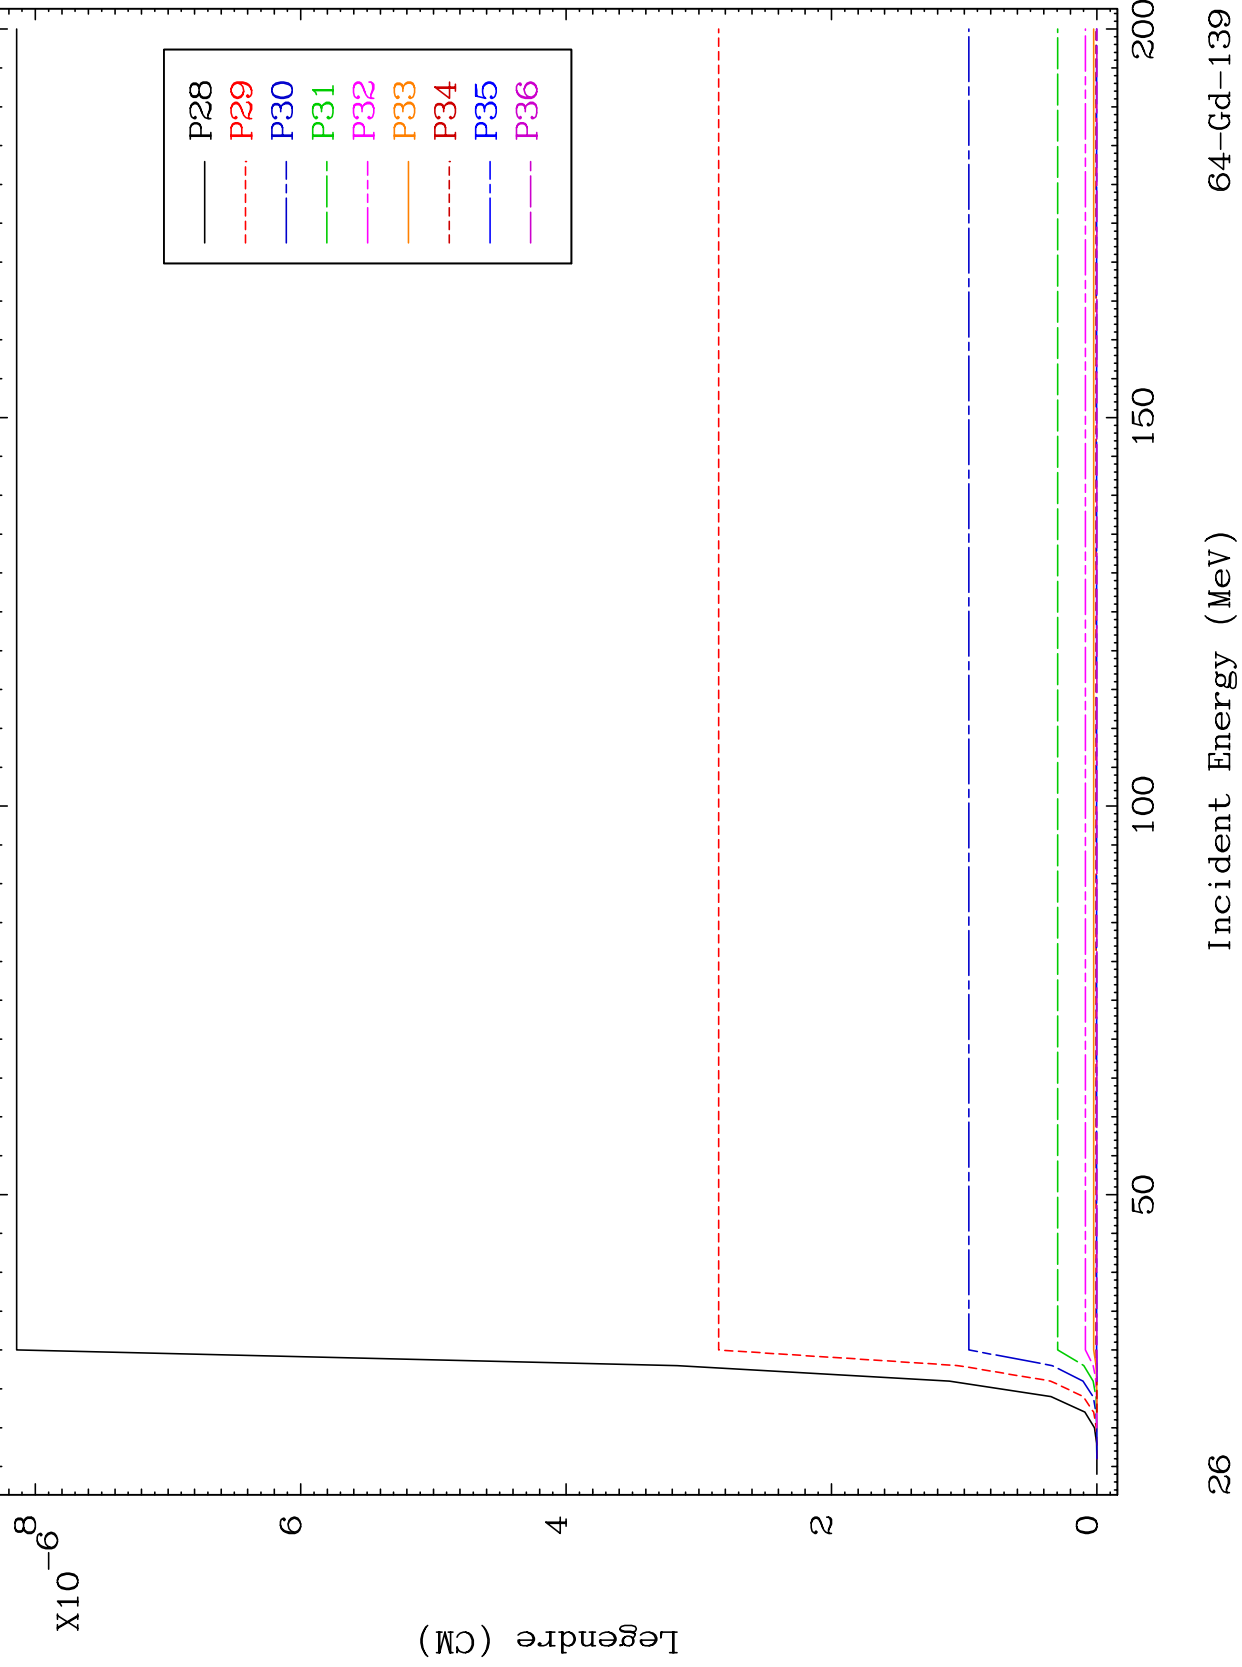 8
6
4
2
0
X10-6
Legendre (CM)
P28
P29
P30
P31
P32
P33
P34
P35
P36
50
100
150
200
Incident Energy (MeV)
26
64-Gd-139